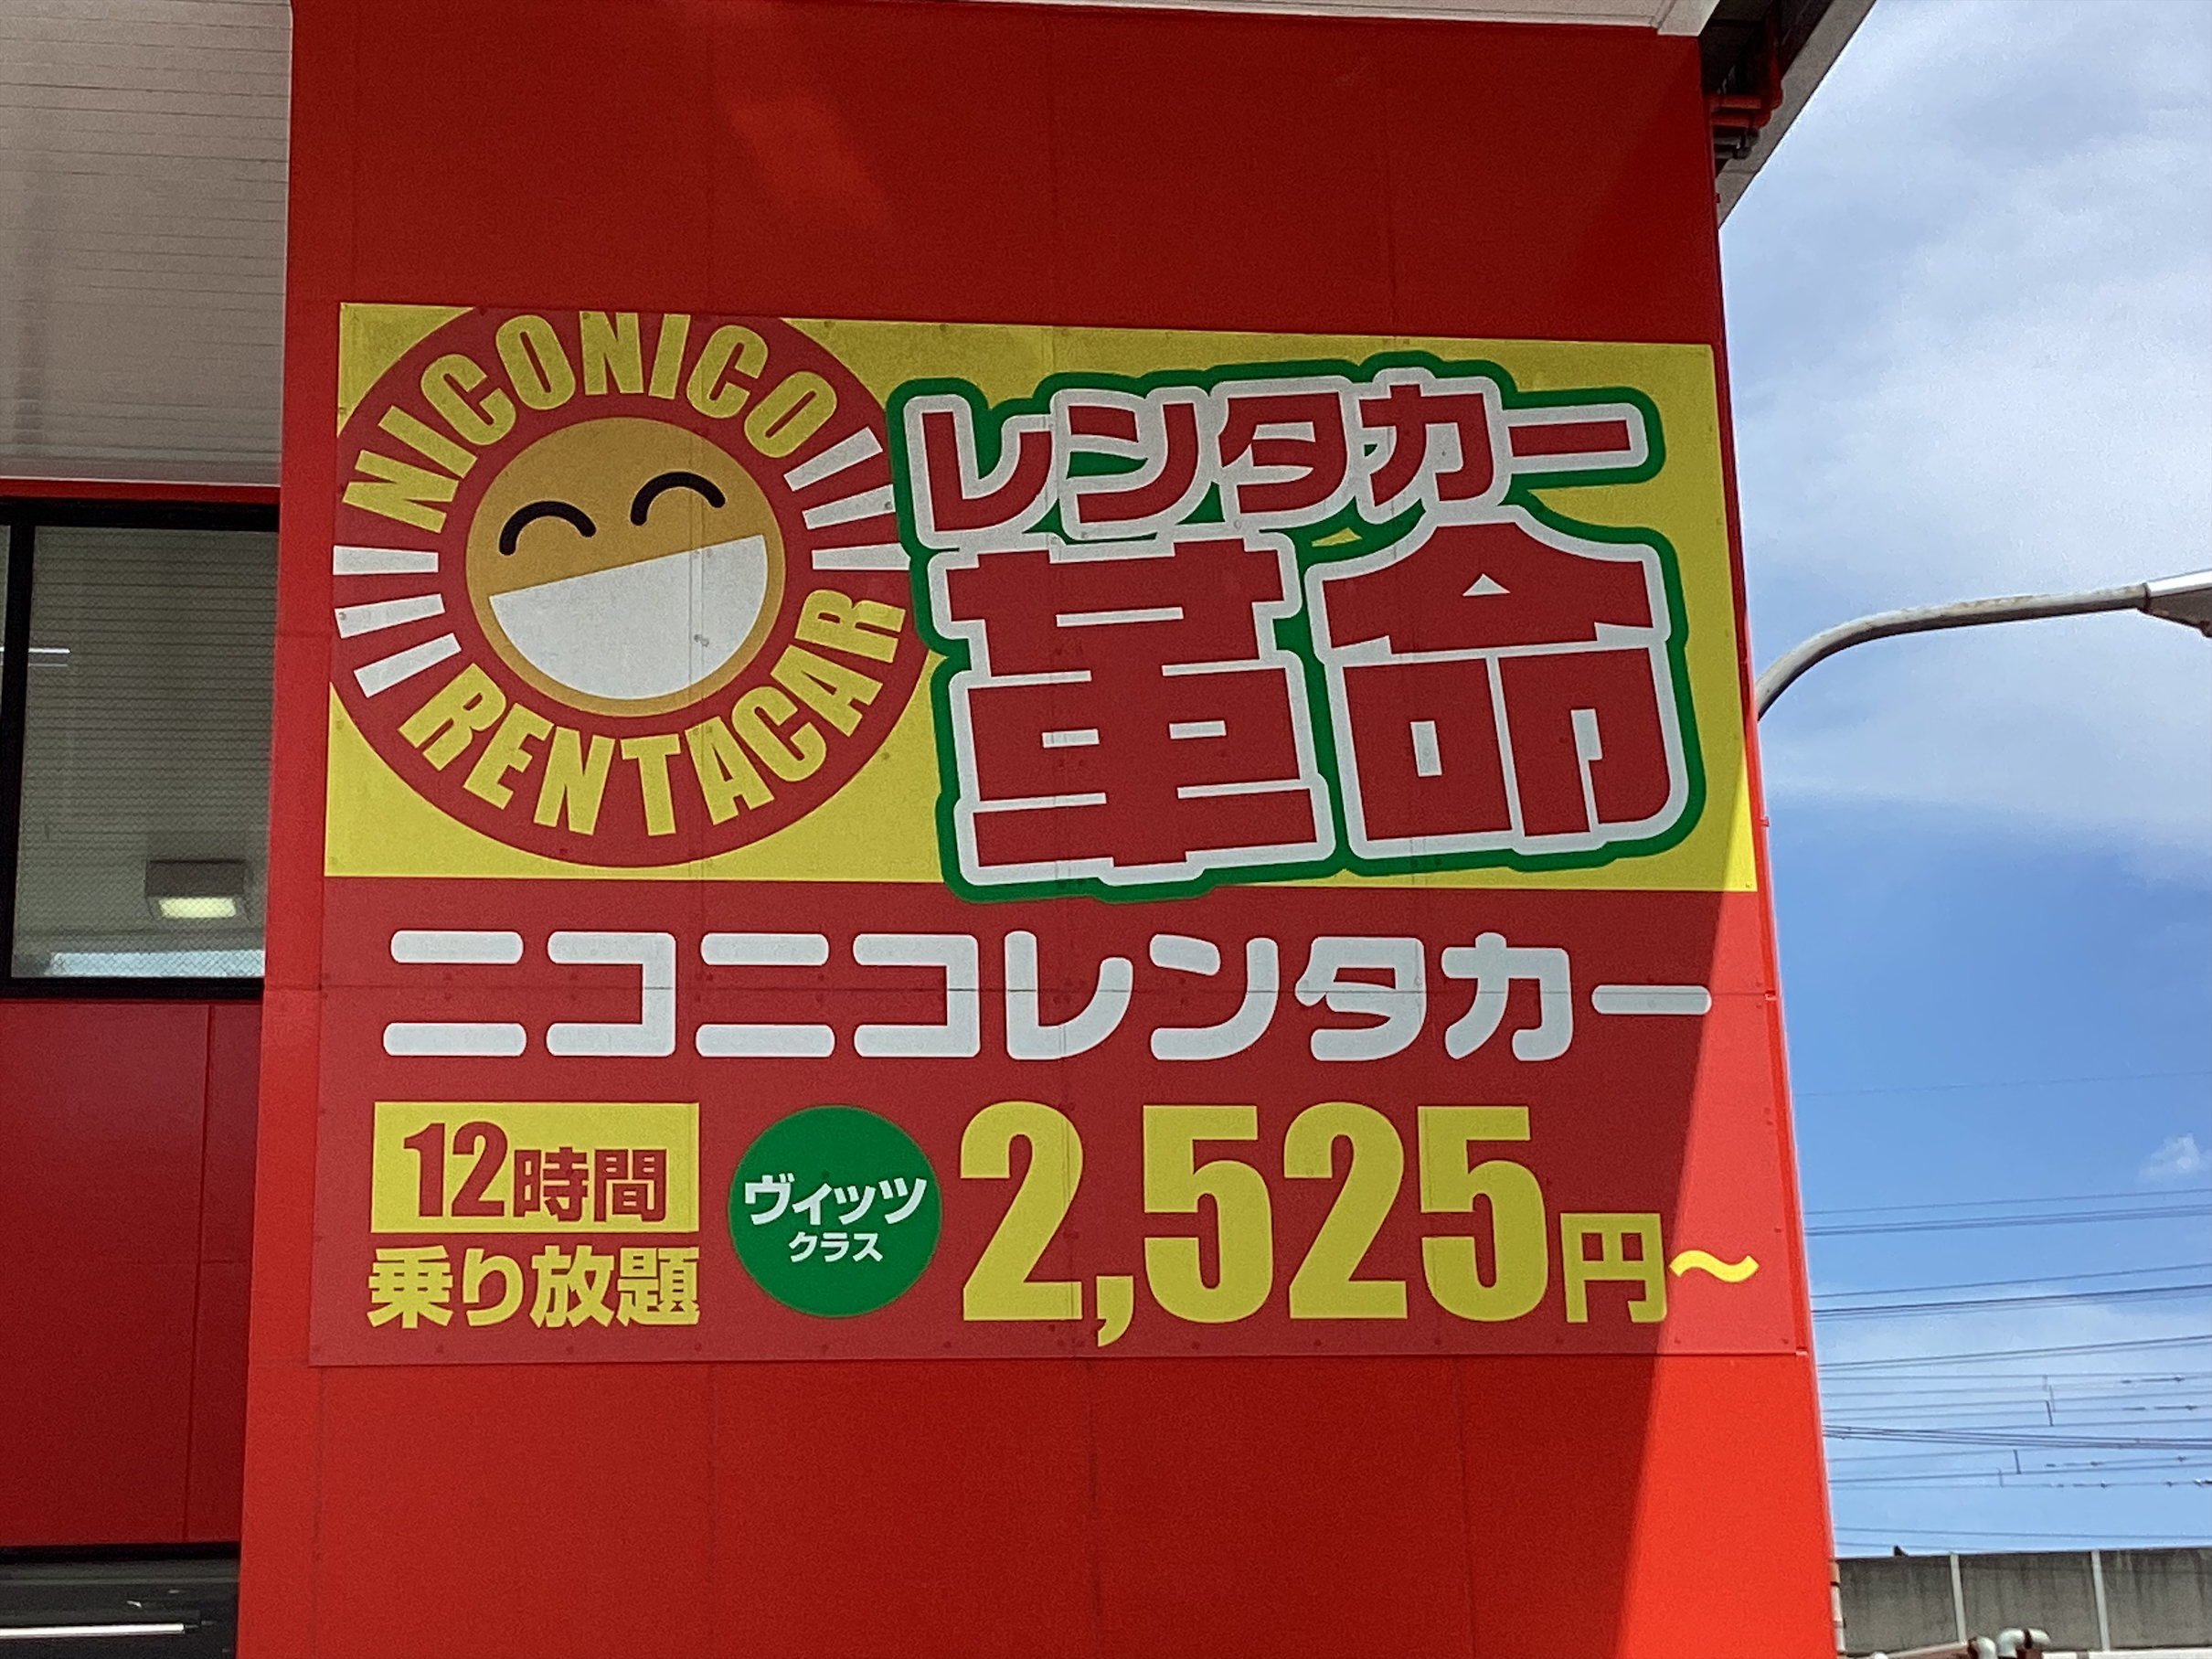 NICONICO
RENTACAR
レンタカー
革命
ニコニコレンタカー
12時間
乗り放題
ヴィッツ
クラス
2,525円～